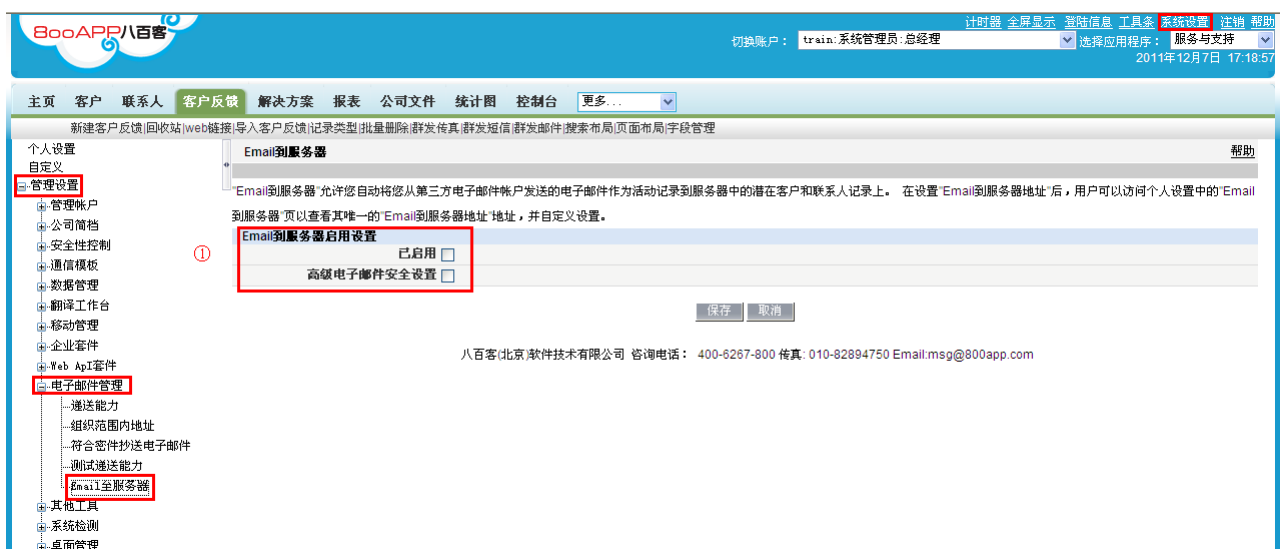 800APP八百客
计时器 全屏显示 登陆信息 工具条 系统设置 注销 帮助
切换账户： train:系统管理员:总经理 选择应用程序： 服务与支持
2011年12月7日 17:18:57
主页 客户 联系人 客户反馈 解决方案 报表 公司文件 统计图 控制台 更多...
新建客户反馈|回收站|web链接|导入客户反馈|记录类型|批量删除|群发传真|群发短信|群发邮件|搜索布局|页面布局|字段管理
个人设置
自定义
管理设置
管理帐户
公司简档
安全性控制
通信模板
数据管理
翻译工作台
移动管理
企业套件
Web ApI套件
电子邮件管理
递送能力
组织范围内地址
符合密件抄送电子邮件
测试递送能力
Email至服务器
其他工具
系统检测
桌面管理
Email到服务器 帮助
"Email到服务器"允许您自动将您从第三方电子邮件帐户发送的电子邮件作为活动记录到服务器中的潜在客户和联系人记录上。 在设置"Email到服务器地址"后，用户可以访问个人设置中的"Email
到服务器"页以查看其唯一的"Email到服务器地址"地址，并自定义设置。
Email到服务器启用设置
① 已启用
高级电子邮件安全设置
保存 取消
八百客(北京)软件技术有限公司 咨询电话： 400-6267-800 传真: 010-82894750 Email:msg@800app.com